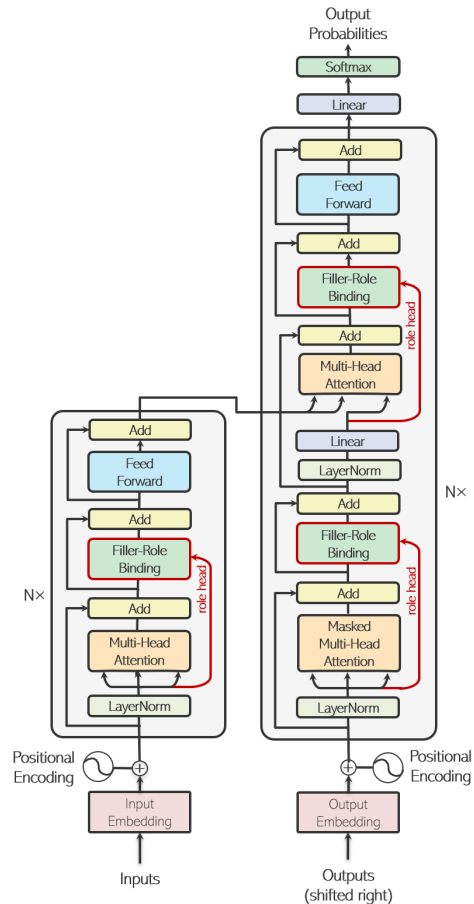 Output
Probabilities
Softmax
Linear
Add
Feed
Forward
Add
Filler-Role
Binding
role head
Add
Multi-Head
Attention
Linear
LayerNorm
Add
Filler-Role
Binding
role head
Add
Masked
Multi-Head
Attention
LayerNorm
N×
Positional
Encoding
Output
Embedding
Outputs
(shifted right)
Add
Feed
Forward
Add
Filler-Role
Binding
role head
Add
Multi-Head
Attention
LayerNorm
N×
Positional
Encoding
Input
Embedding
Inputs